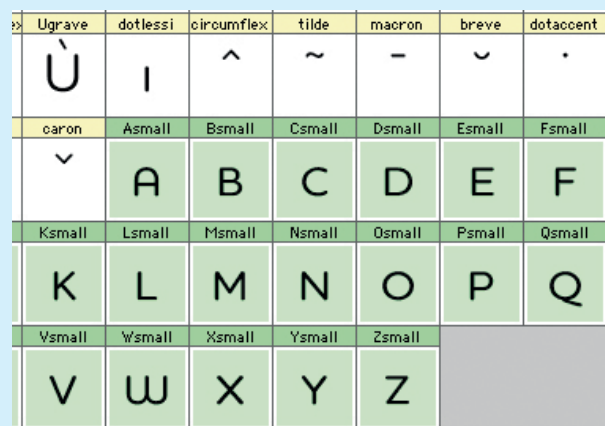 Ugrave dotlessi circumflex tilde macron breve dotaccent
Ù ı ˆ ˜ ¯ ˘ ˙
caron Asmall Bsmall Csmall Dsmall Esmall Fsmall
ˇ A B C D E F
Ksmall Lsmall Msmall Nsmall Osmall Psmall Qsmall
K L M N O P Q
Vsmall Wsmall Xsmall Ysmall Zsmall
V W X Y Z